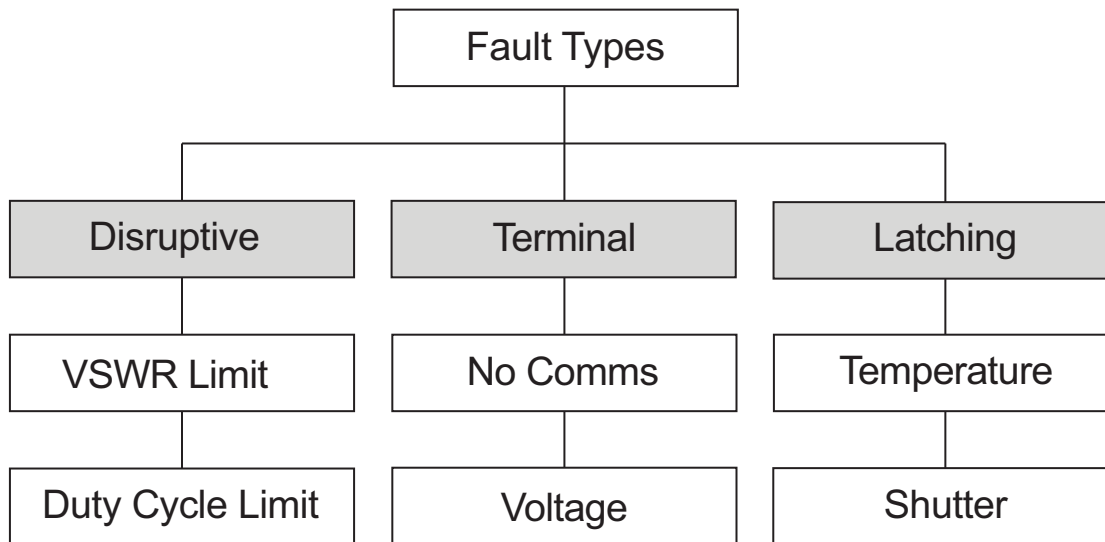 Fault Types
Disruptive
Terminal
Latching
VSWR Limit
No Comms
Temperature
Duty Cycle Limit
Voltage
Shutter